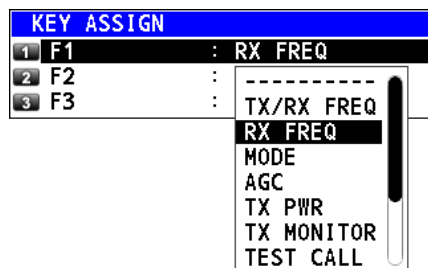 KEY ASSIGN
1 F1 : RX FREQ
2 F2 :
3 F3 :
----------
TX/RX FREQ
RX FREQ
MODE
AGC
TX PWR
TX MONITOR
TEST CALL